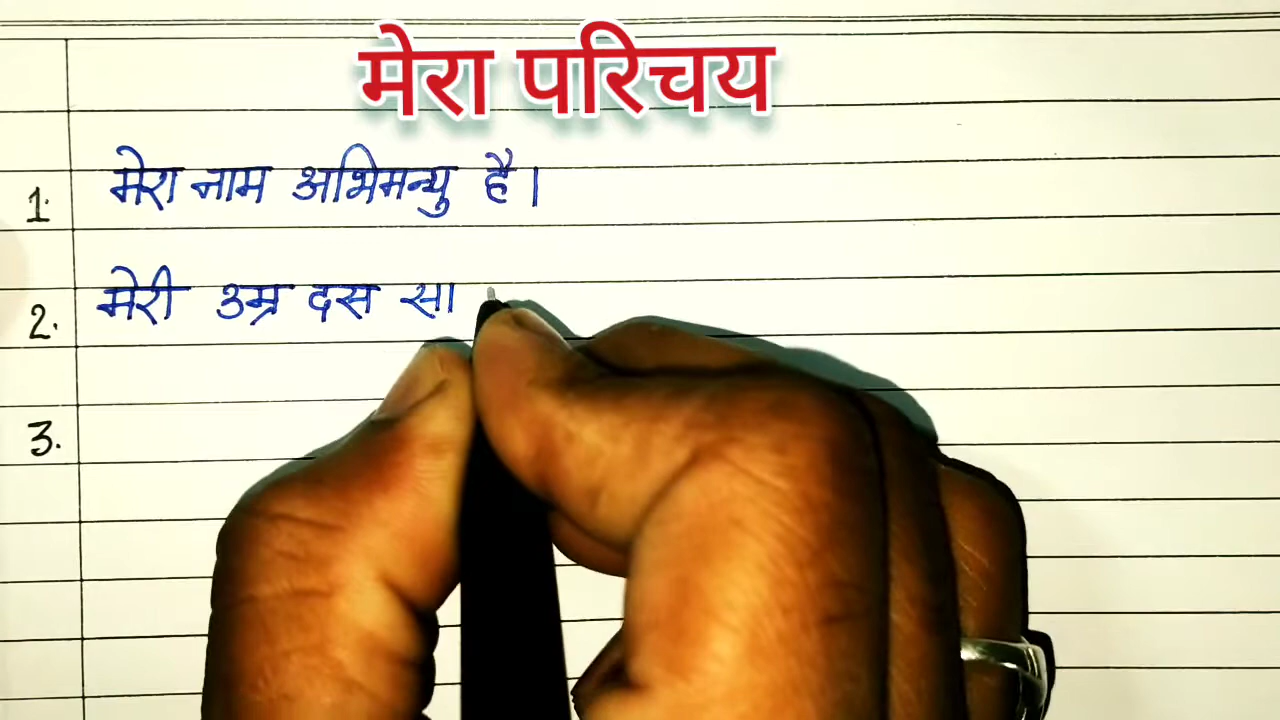 मेरा परिचय
1. मेरा नाम अभिमन्यु है।
2. मेरी उम्र दस सा
3.